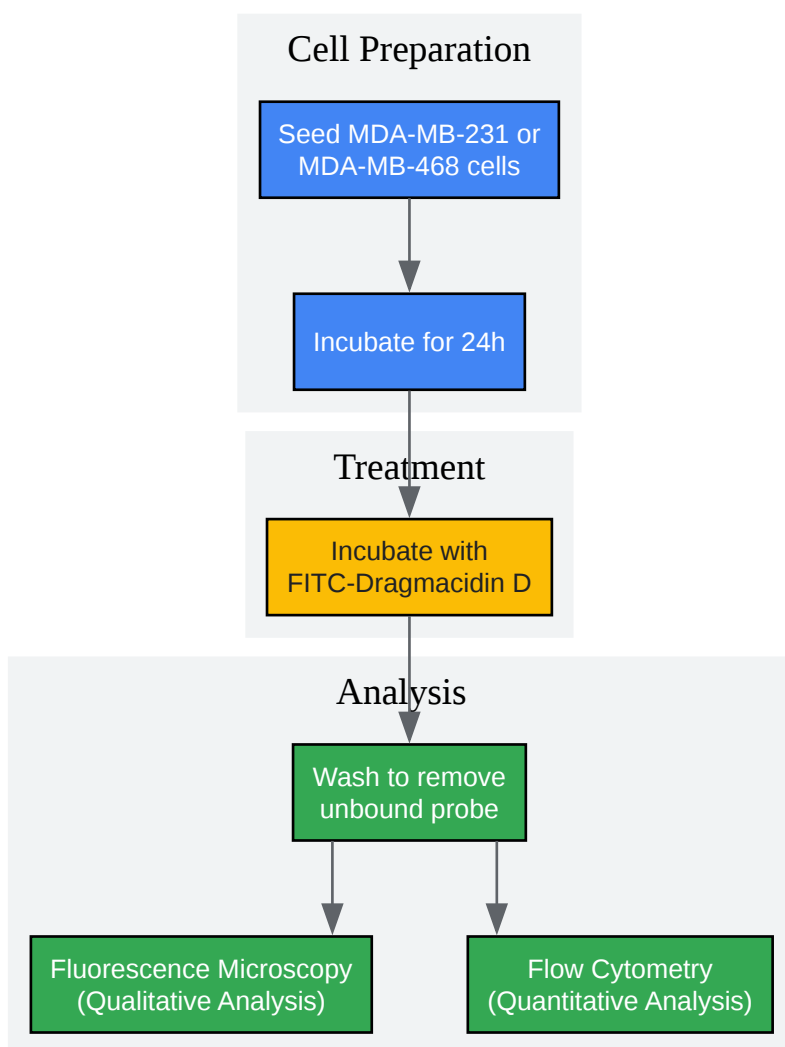 Cell Preparation
Seed MDA-MB-231 or
MDA-MB-468 cells
Incubate for 24h
Treatment
Incubate with
FITC-Dragmacidin D
Analysis
Wash to remove
unbound probe
Fluorescence Microscopy
(Qualitative Analysis)
Flow Cytometry
(Quantitative Analysis)